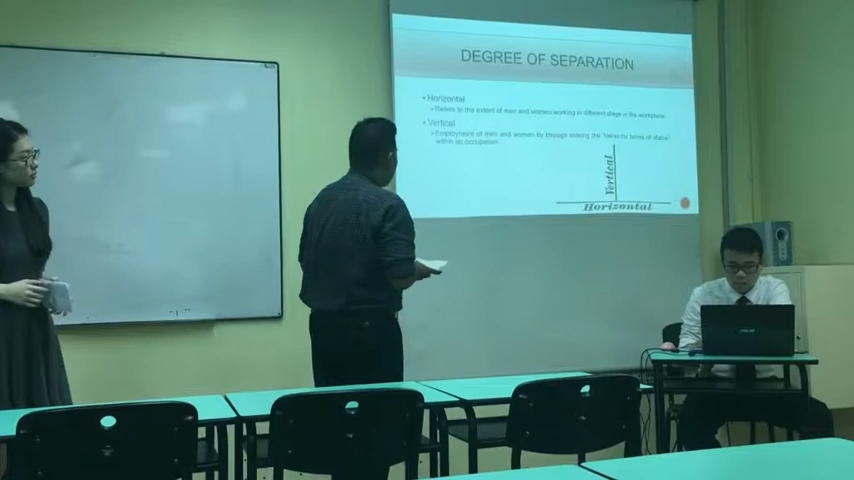 DEGREE OF SEPARATION
• Horizontal
Refers to the extent of men and women working in different stage in the workplace.
• Vertical
Employment of men and women by through looking the "hierarchy terms of status"
within an occupation.
Vertical
Horizontal
ASUS